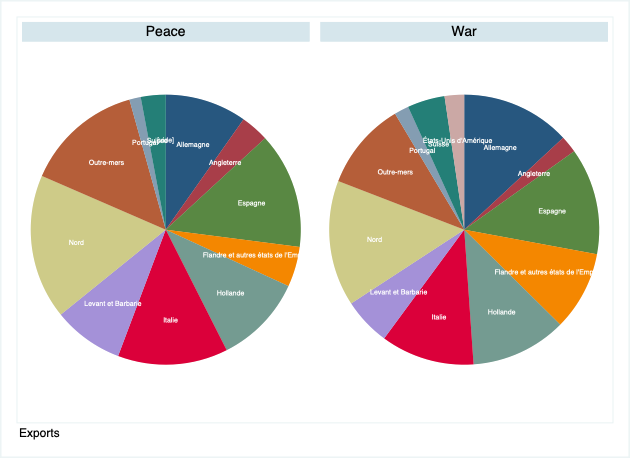 Peace
War
Allemagne
Angleterre
Espagne
Flandre et autres états de l'Em
Hollande
Italie
Levant et Barbarie
Nord
Outre-mers
Portugal
Allemagne
Angleterre
Espagne
Flandre et autres états de l'Emp
Hollande
Italie
Levant et Barbarie
Nord
Outre-mers
Portugal
Suisse
États-Unis d'Amérique
Exports